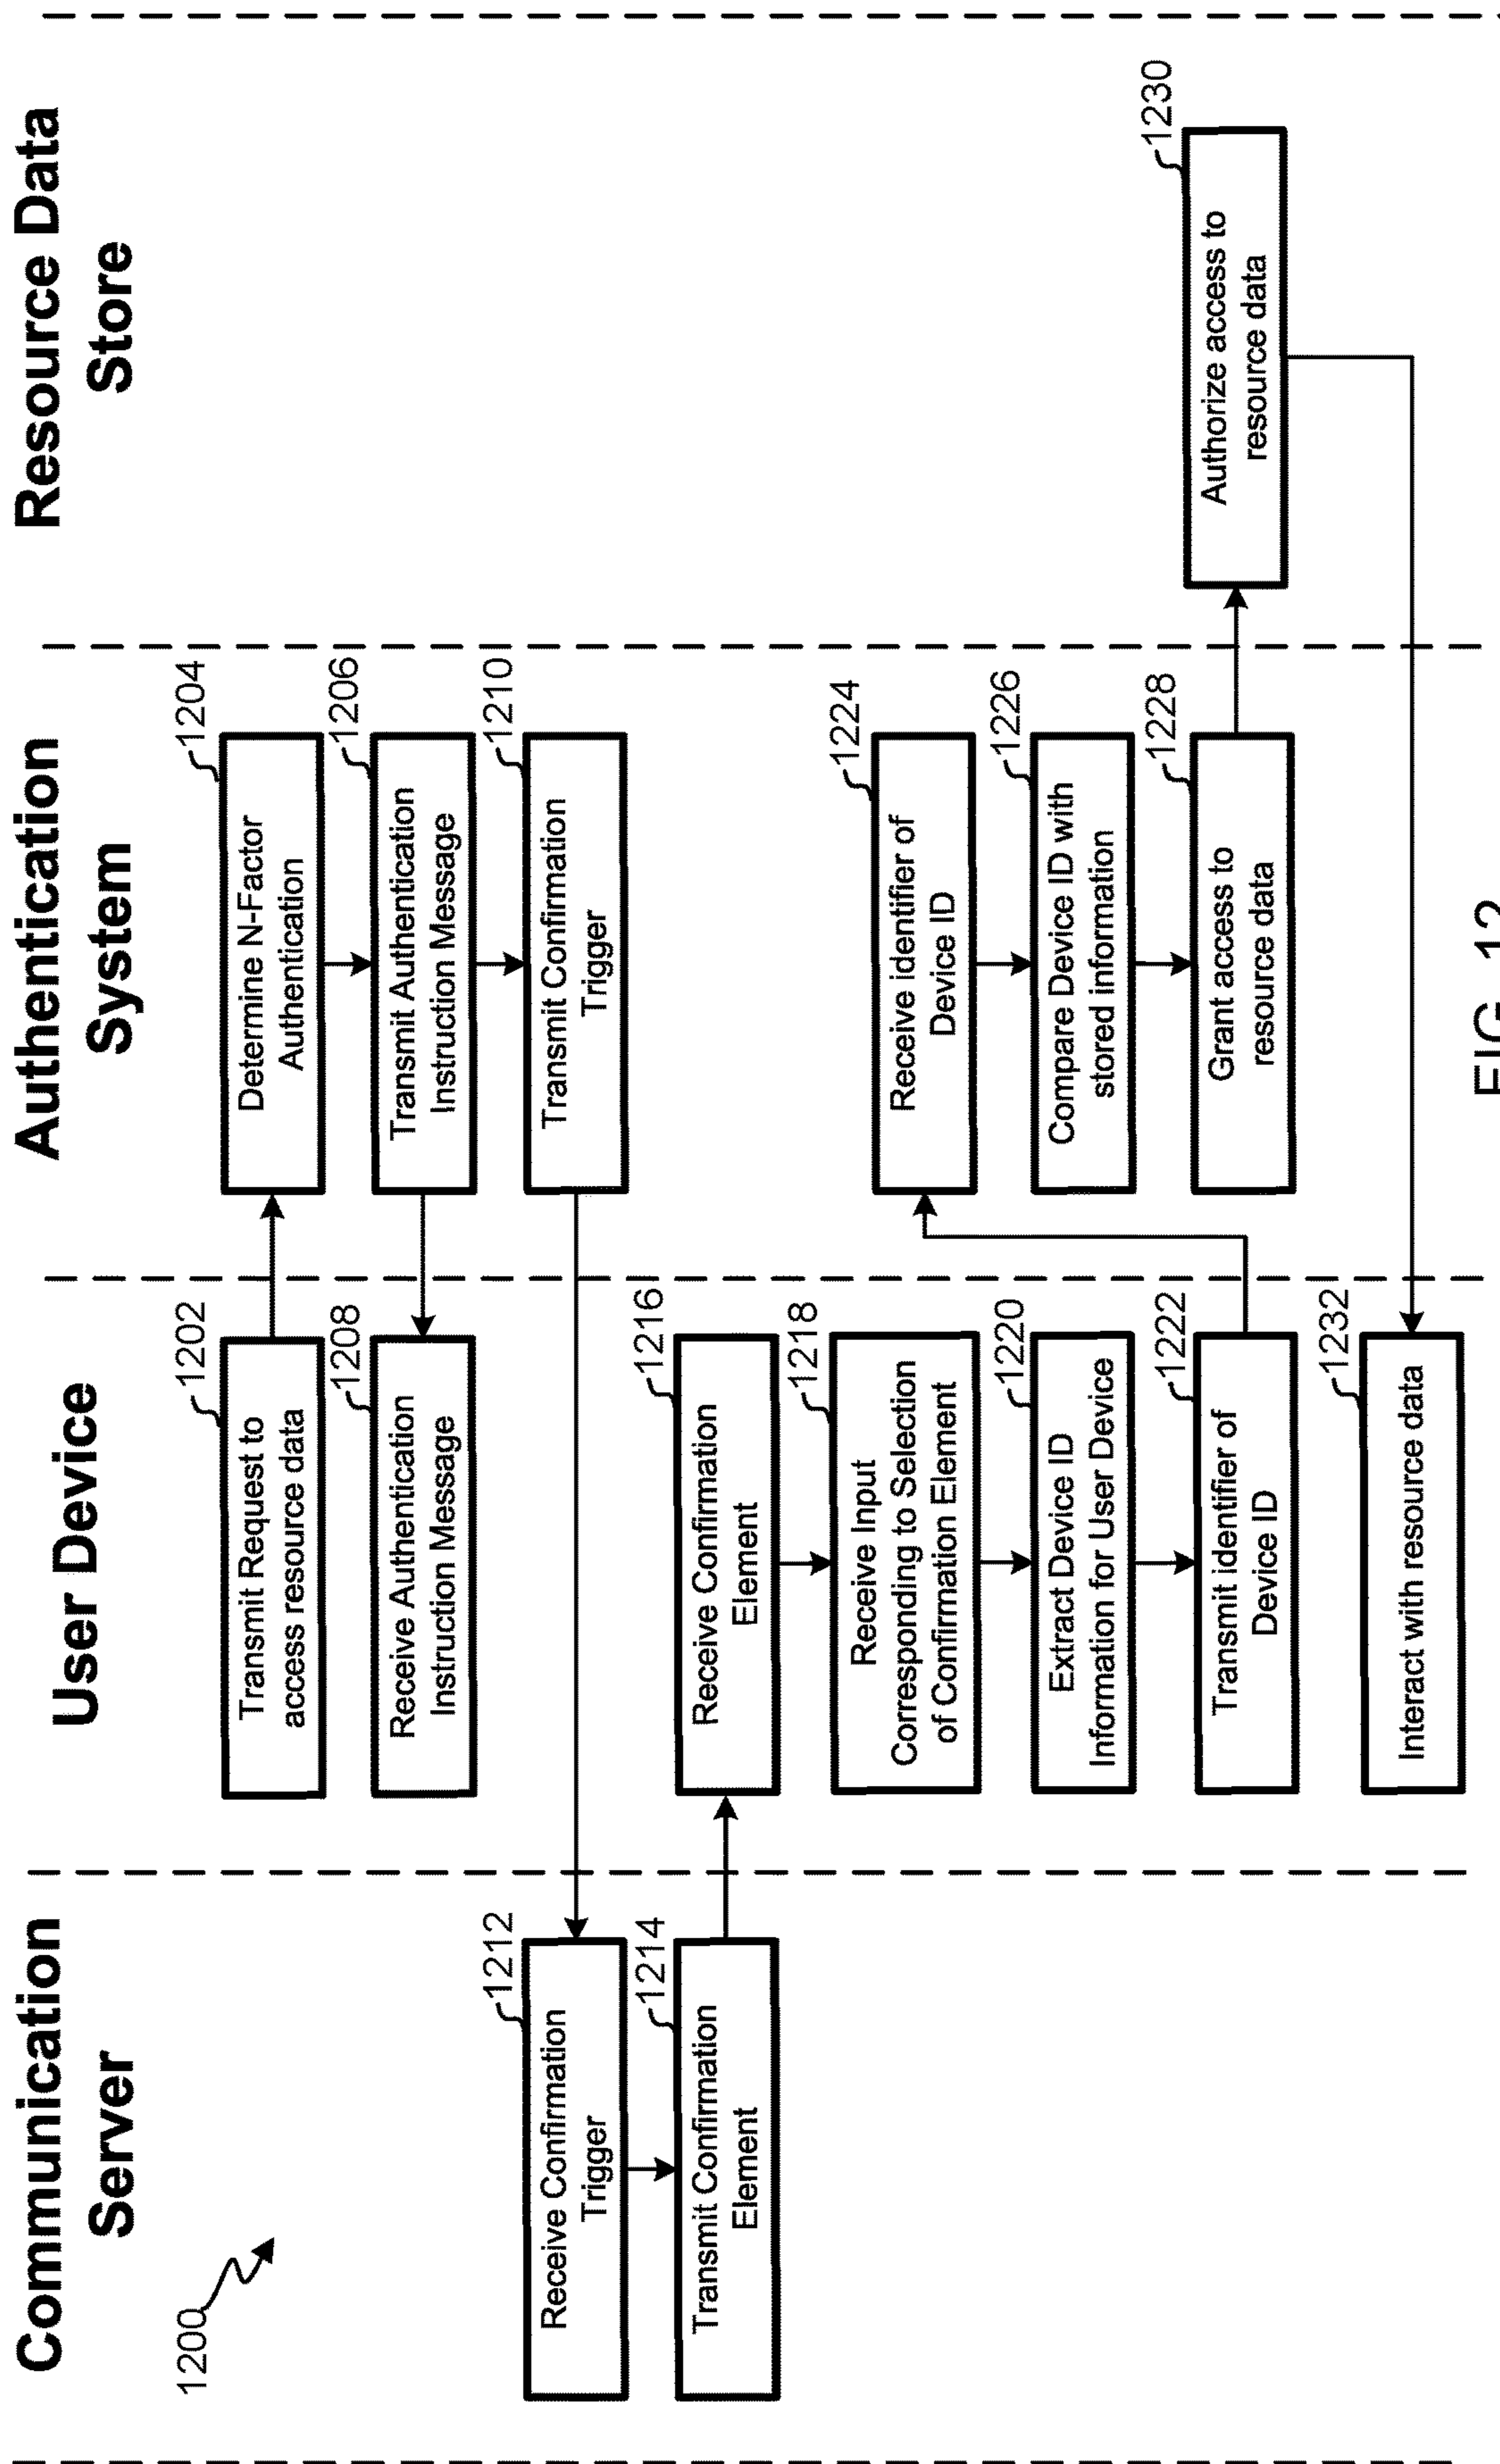 Communication
Server
User Device
Authentication
System
Resource Data
Store
1200
1202
Transmit Request to
access resource data
1204
Determine N-Factor
Authentication
1206
Transmit Authentication
Instruction Message
1208
Receive Authentication
Instruction Message
1210
Transmit Confirmation
Trigger
1212
Receive Confirmation
Trigger
1214
Transmit Confirmation
Element
1216
Receive Confirmation
Element
1218
Receive Input
Corresponding to Selection
of Confirmation Element
1220
Extract Device ID
Information for User Device
1222
Transmit identifier of
Device ID
1224
Receive identifier of
Device ID
1226
Compare Device ID with
stored information
1228
Grant access to
resource data
1230
Authorize access to
resource data
1232
Interact with resource data
FIG. 12